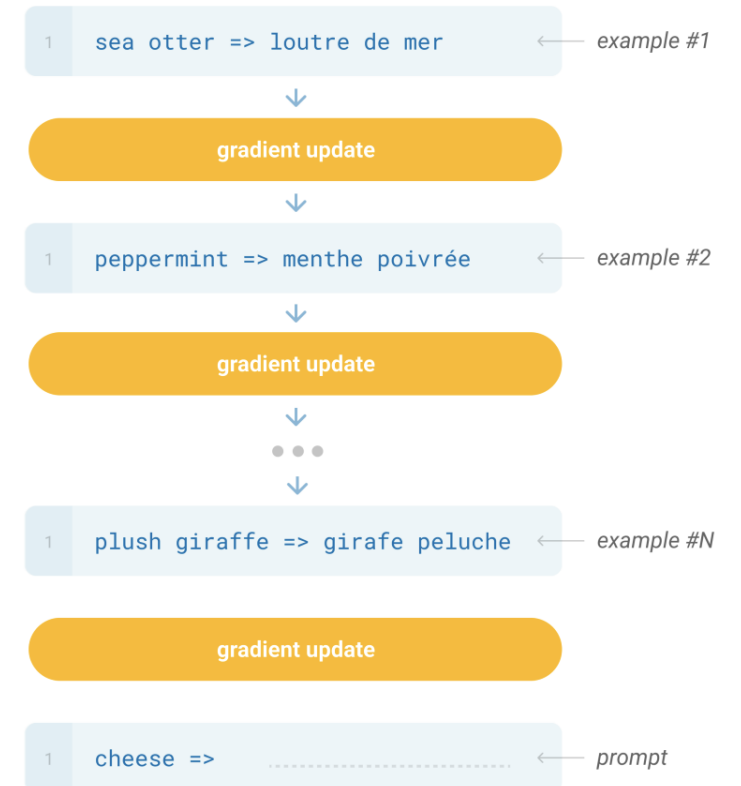 1 sea otter => loutre de mer example #1
gradient update
1 peppermint => menthe poivrée example #2
gradient update
1 plush giraffe => girafe peluche example #N
gradient update
1 cheese => prompt